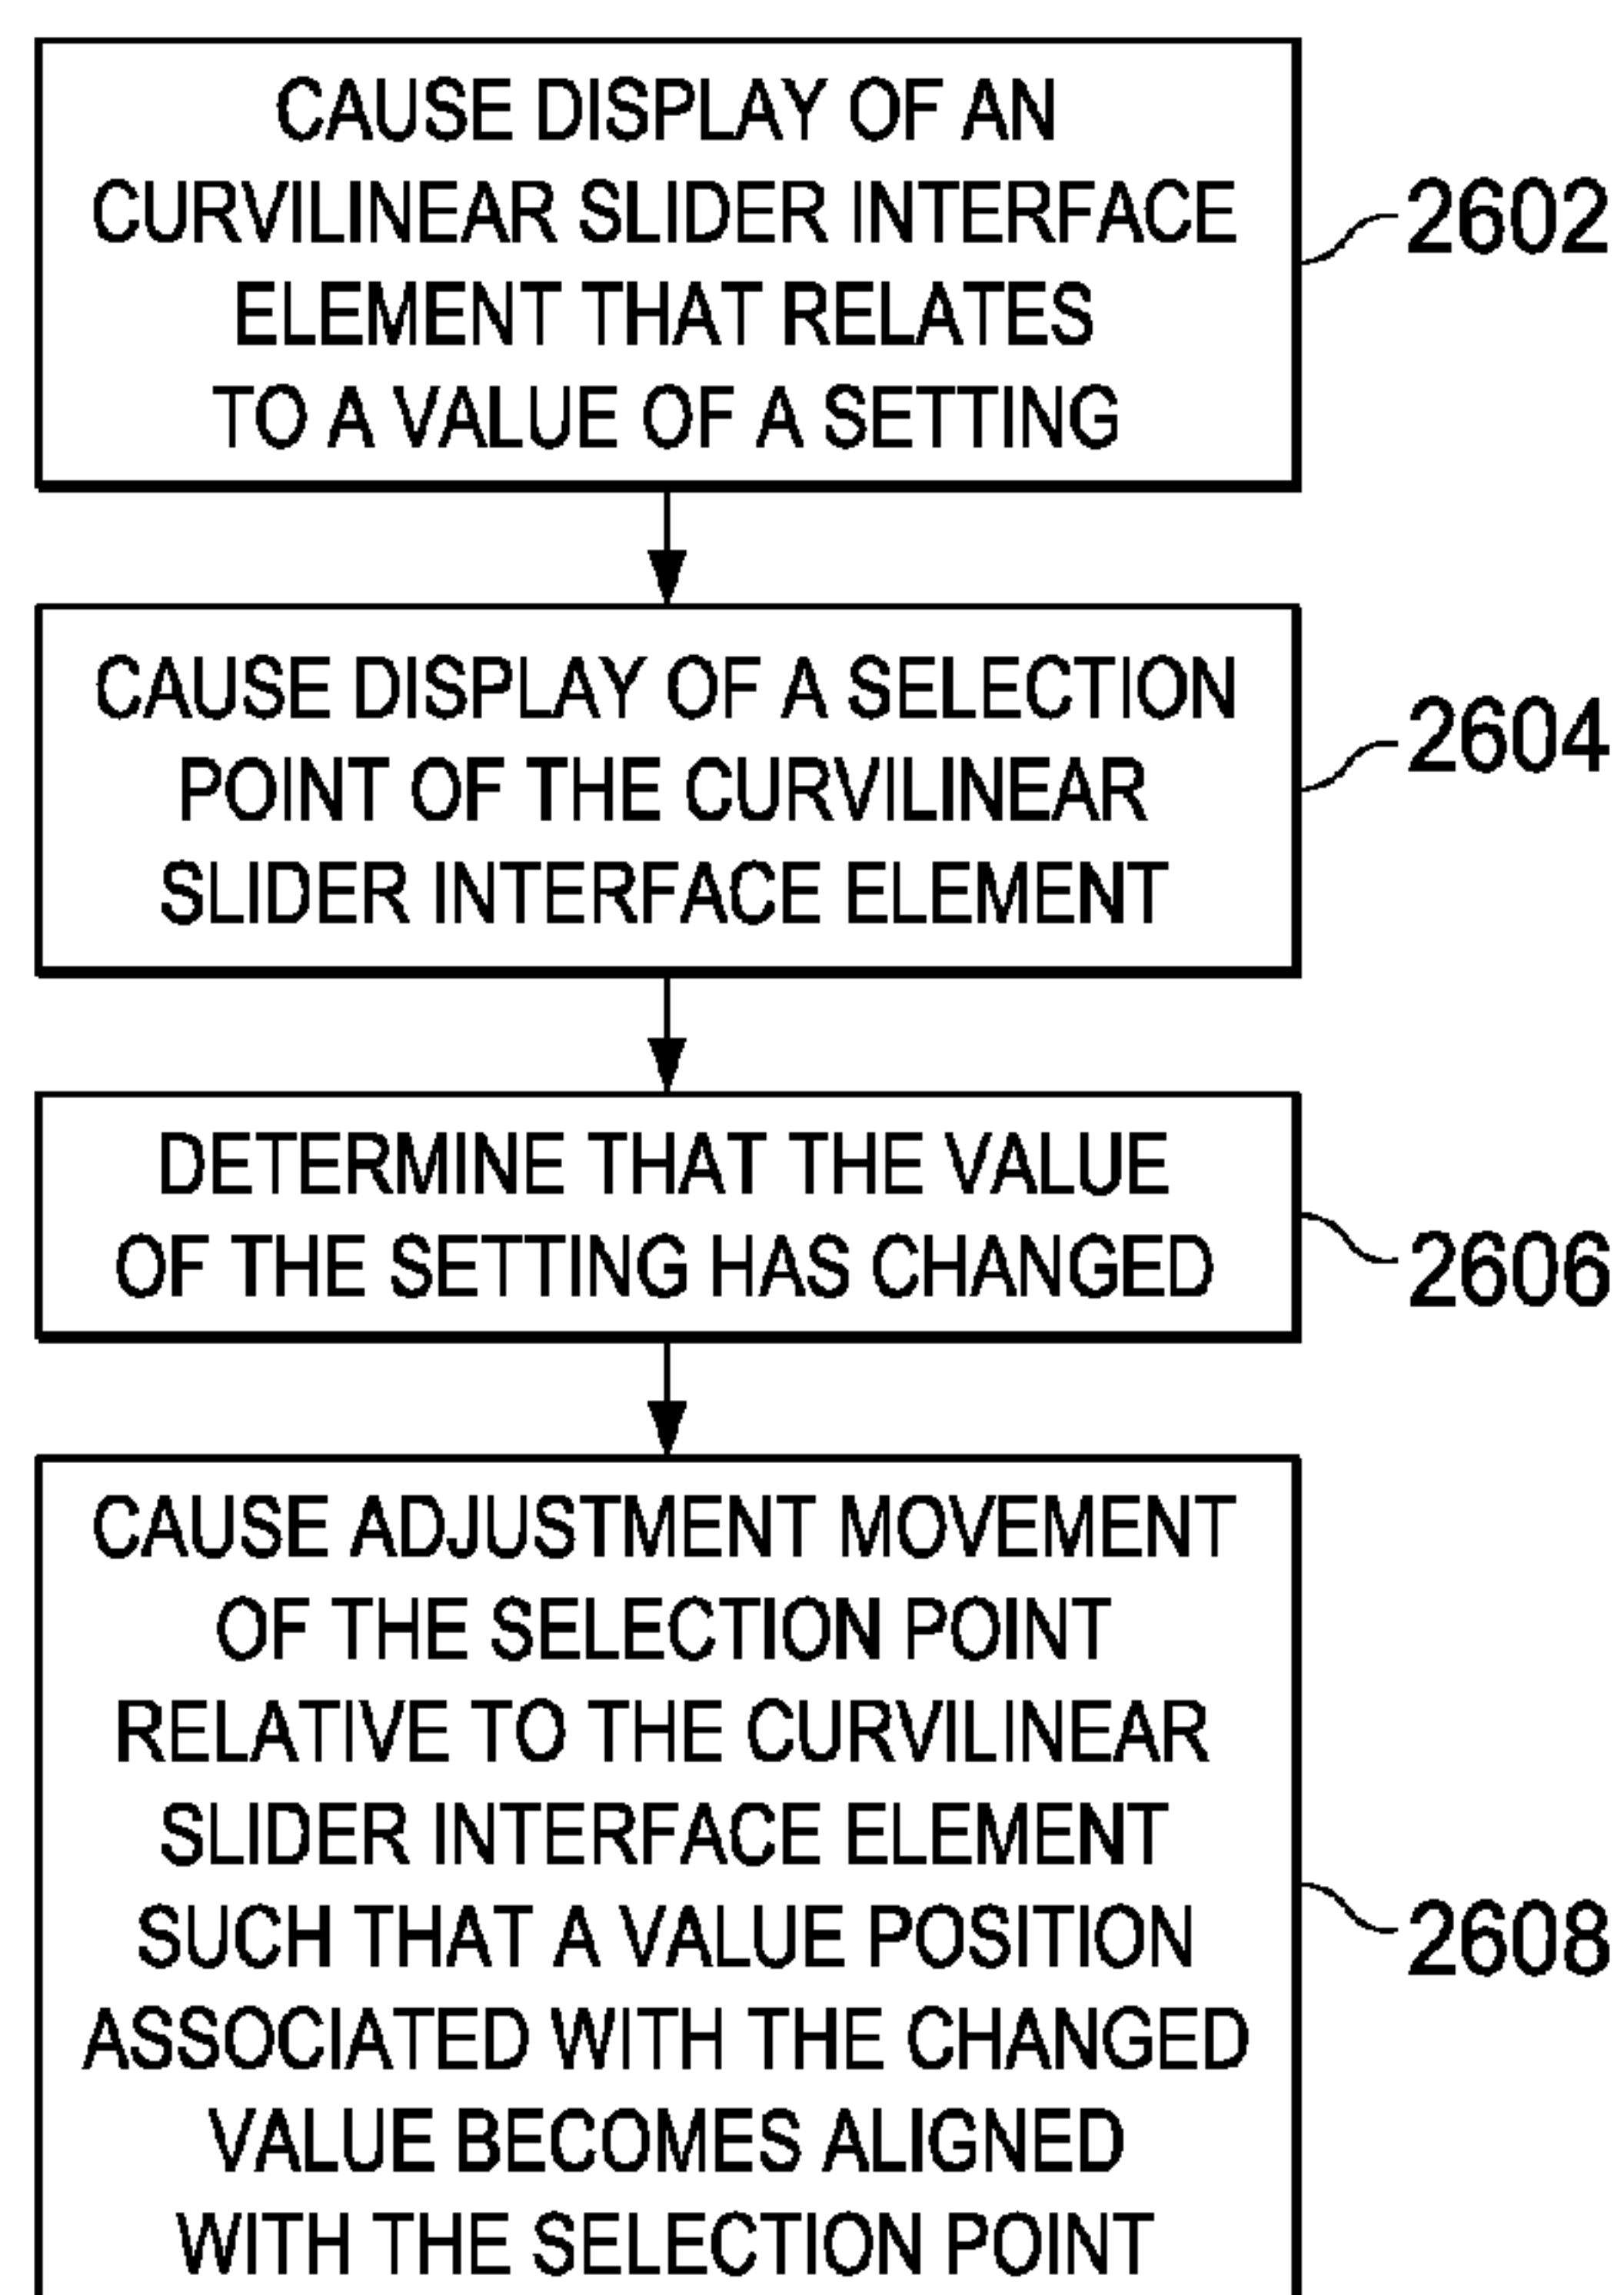 CAUSE DISPLAY OF AN
CURVILINEAR SLIDER INTERFACE
ELEMENT THAT RELATES
TO A VALUE OF A SETTING
2602
CAUSE DISPLAY OF A SELECTION
POINT OF THE CURVILINEAR
SLIDER INTERFACE ELEMENT
2604
DETERMINE THAT THE VALUE
OF THE SETTING HAS CHANGED
2606
CAUSE ADJUSTMENT MOVEMENT
OF THE SELECTION POINT
RELATIVE TO THE CURVILINEAR
SLIDER INTERFACE ELEMENT
SUCH THAT A VALUE POSITION
ASSOCIATED WITH THE CHANGED
VALUE BECOMES ALIGNED
WITH THE SELECTION POINT
2608